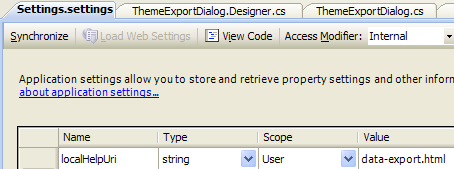 Settings.settings ThemeExportDialog.Designer.cs ThemeExportDialog.cs
Synchronize Load Web Settings View Code Access Modifier: Internal
Application settings allow you to store and retrieve property settings and other
about application settings...
Name Type Scope Value
localHelpUri string User data-export.html